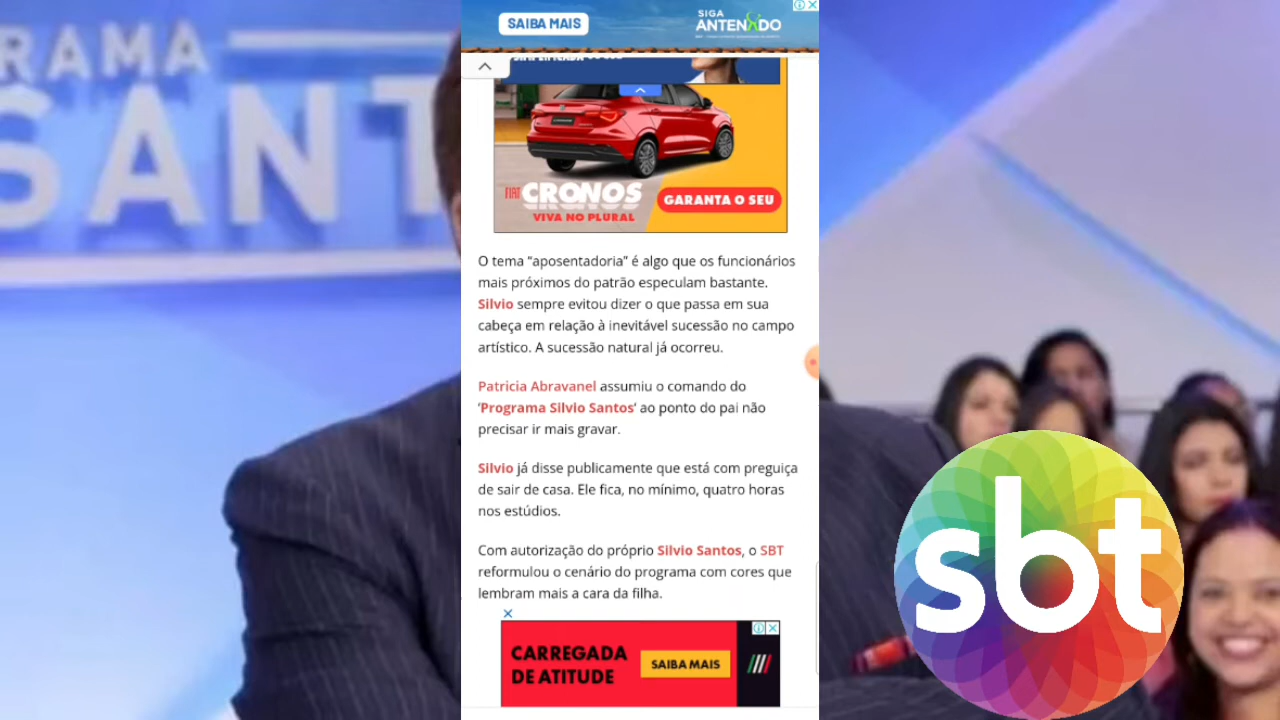 RAMA
SANT
SAIBA MAIS
SIGA
ANTENADO
FIAT CRONOS
VIVA NO PLURAL
GARANTA O SEU
O tema “aposentadoria” é algo que os funcionários
mais próximos do patrão especulam bastante.
Silvio sempre evitou dizer o que passa em sua
cabeça em relação à inevitável sucessão no campo
artístico. A sucessão natural já ocorreu.
Patricia Abravanel assumiu o comando do
‘Programa Silvio Santos’ ao ponto do pai não
precisar ir mais gravar.
Silvio já disse publicamente que está com preguiça
de sair de casa. Ele fica, no mínimo, quatro horas
nos estúdios.
Com autorização do próprio Silvio Santos, o SBT
reformulou o cenário do programa com cores que
lembram mais a cara da filha.
CARREGADA
DE ATITUDE
SAIBA MAIS
sbt